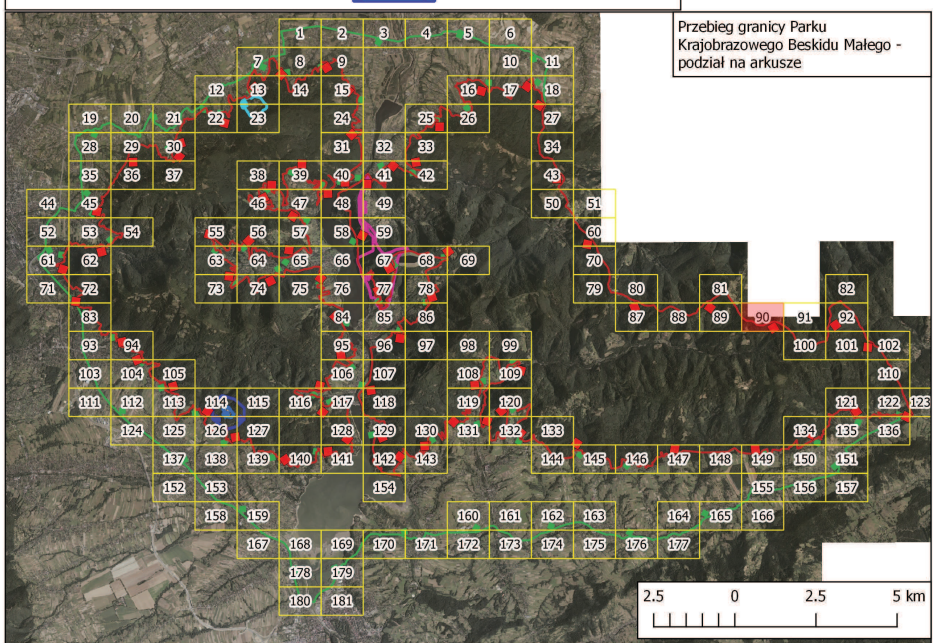 Przebieg granicy Parku
Krajobrazowego Beskidu Małego -
podział na arkusze
1 2 3 4 5 6
7 8 9 10 11
12 13 14 15 16 17 18
19 20 21 22 23 24 25 26 27
28 29 30 31 32 33 34
35 36 37 38 39 40 41 42 43
44 45 46 47 48 49 50 51
52 53 54 55 56 57 58 59 60
61 62 63 64 65 66 67 68 69 70
71 72 73 74 75 76 77 78 79 80 81 82
83 84 85 86 87 88 89 90 91 92
93 94 95 96 97 98 99 100 101 102
103 104 105 106 107 108 109 110
111 112 113 114 115 116 117 118 119 120 121 122 123
124 125 126 127 128 129 130 131 132 133 134 135 136
137 138 139 140 141 142 143 144 145 146 147 148 149 150 151
152 153 154 155 156 157
158 159 160 161 162 163 164 165 166
167 168 169 170 171 172 173 174 175 176 177
178 179
180 181
2.5 0 2.5 5 km